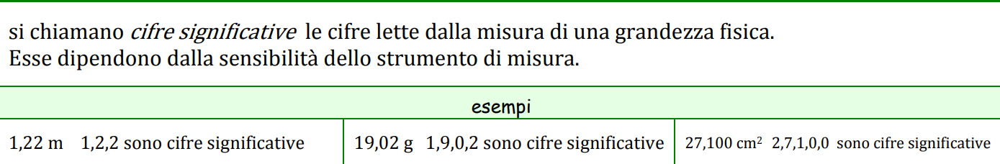 si chiamano cifre significative le cifre lette dalla misura di una grandezza fisica.
Esse dipendono dalla sensibilità dello strumento di misura.
esempi
1,22 m 1,2,2 sono cifre significative
19,02 g 1,9,0,2 sono cifre significative
27,100 cm² 2,7,1,0,0 sono cifre significative